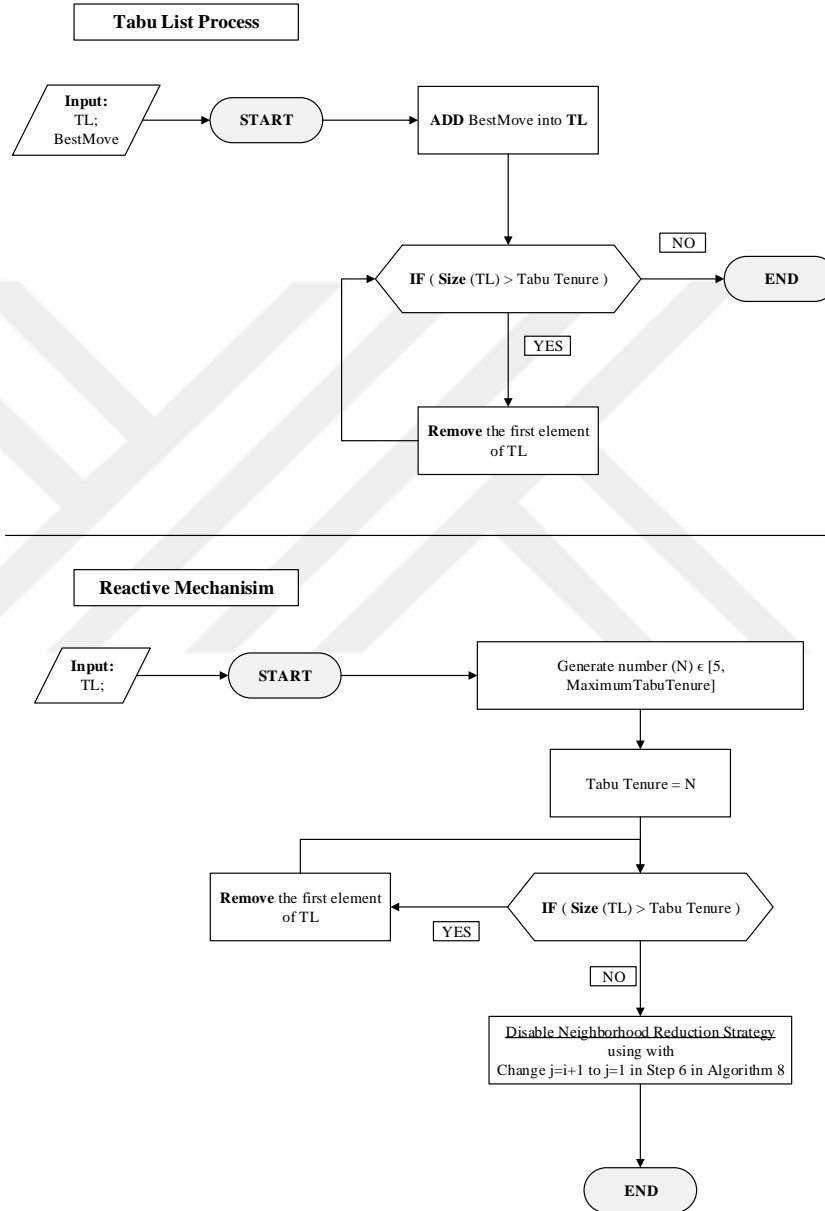 Tabu List Process
Input:
TL;
BestMove
START
ADD BestMove into TL
IF ( Size (TL) > Tabu Tenure )
NO
END
YES
Remove the first element
of TL
Reactive Mechanisim
Input:
TL;
START
Generate number (N) ϵ [5,
MaximumTabuTenure]
Tabu Tenure = N
Remove the first element
of TL
IF ( Size (TL) > Tabu Tenure )
YES
NO
Disable Neighborhood Reduction Strategy
using with
Change j=i+1 to j=1 in Step 6 in Algorithm 8
END